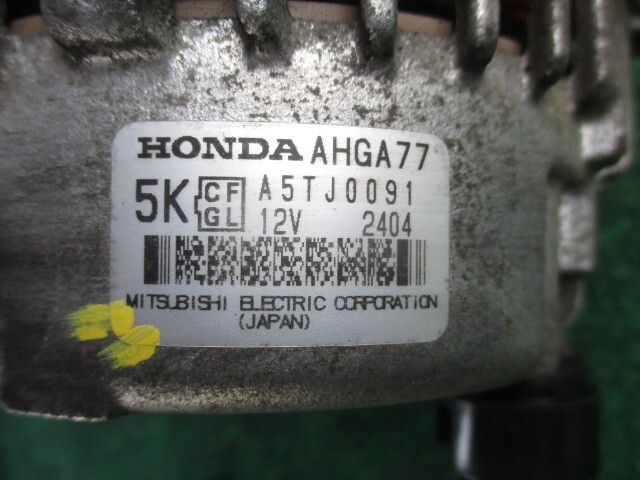 HONDA AHGA77
5K CF GL A5TJ0091
12V 2404
MITSUBISHI ELECTRIC CORPORATION
(JAPAN)